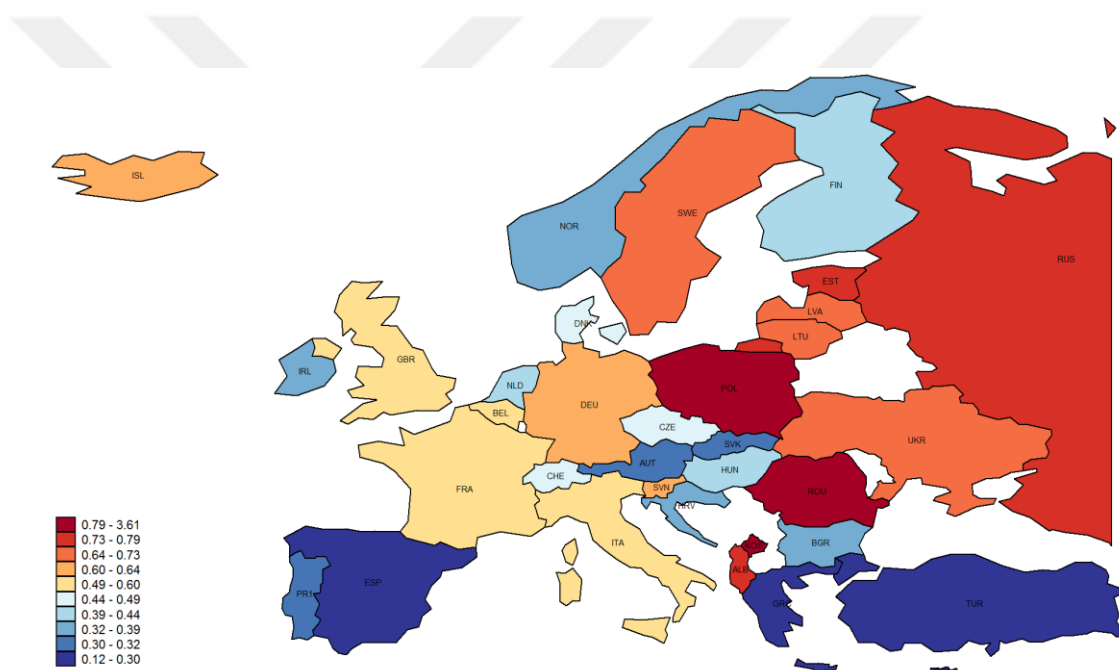 ISL
FIN
NOR
SWE
RUS
EST
LVA
DNK
LTU
GBR
IRL
NLD
POL
DEU
BEL
CZE
UKR
SVK
AUT
HUN
CHE
SVN
FRA
ROU
HRV
ITA
BGR
ALB
ESP
PRT
GRC
TUR
0.79 - 3.61
0.73 - 0.79
0.64 - 0.73
0.60 - 0.64
0.49 - 0.60
0.44 - 0.49
0.39 - 0.44
0.32 - 0.39
0.30 - 0.32
0.12 - 0.30